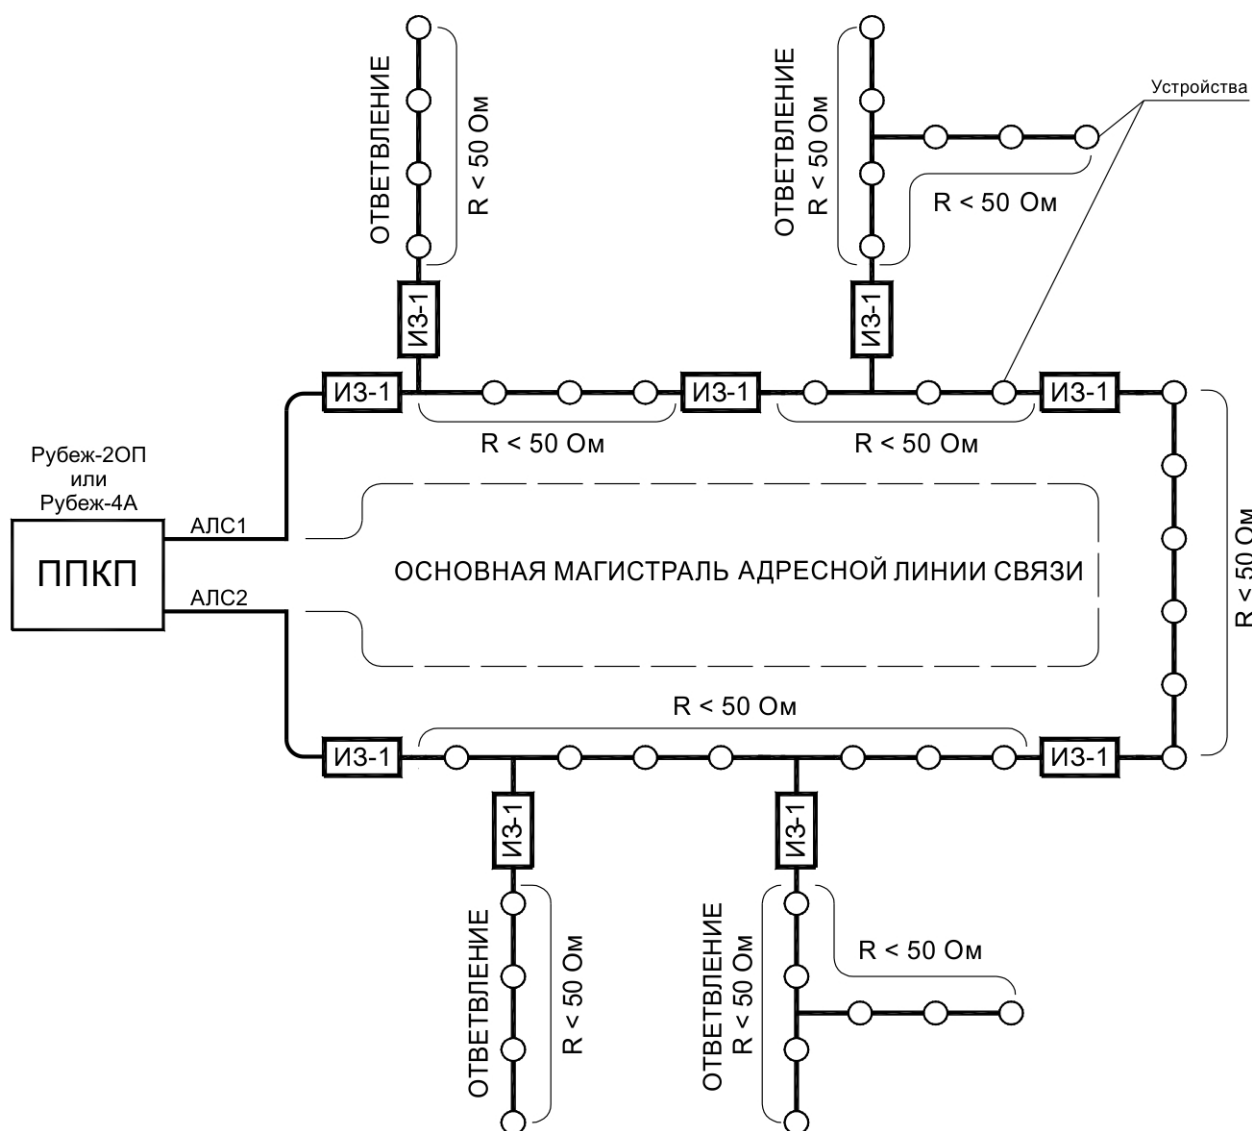 ОТВЕТВЛЕНИЕ
R < 50 Ом
ОТВЕТВЛЕНИЕ
R < 50 Ом
R < 50 Ом
Устройства
ИЗ-1
ИЗ-1
ИЗ-1
ИЗ-1
ИЗ-1
R < 50 Ом
R < 50 Ом
R < 50 Ом
Рубеж-2ОП
или
Рубеж-4А
ППКП
АЛС1
АЛС2
ОСНОВНАЯ МАГИСТРАЛЬ АДРЕСНОЙ ЛИНИИ СВЯЗИ
R < 50 Ом
ИЗ-1
ИЗ-1
ИЗ-1
ИЗ-1
ОТВЕТВЛЕНИЕ
R < 50 Ом
ОТВЕТВЛЕНИЕ
R < 50 Ом
R < 50 Ом